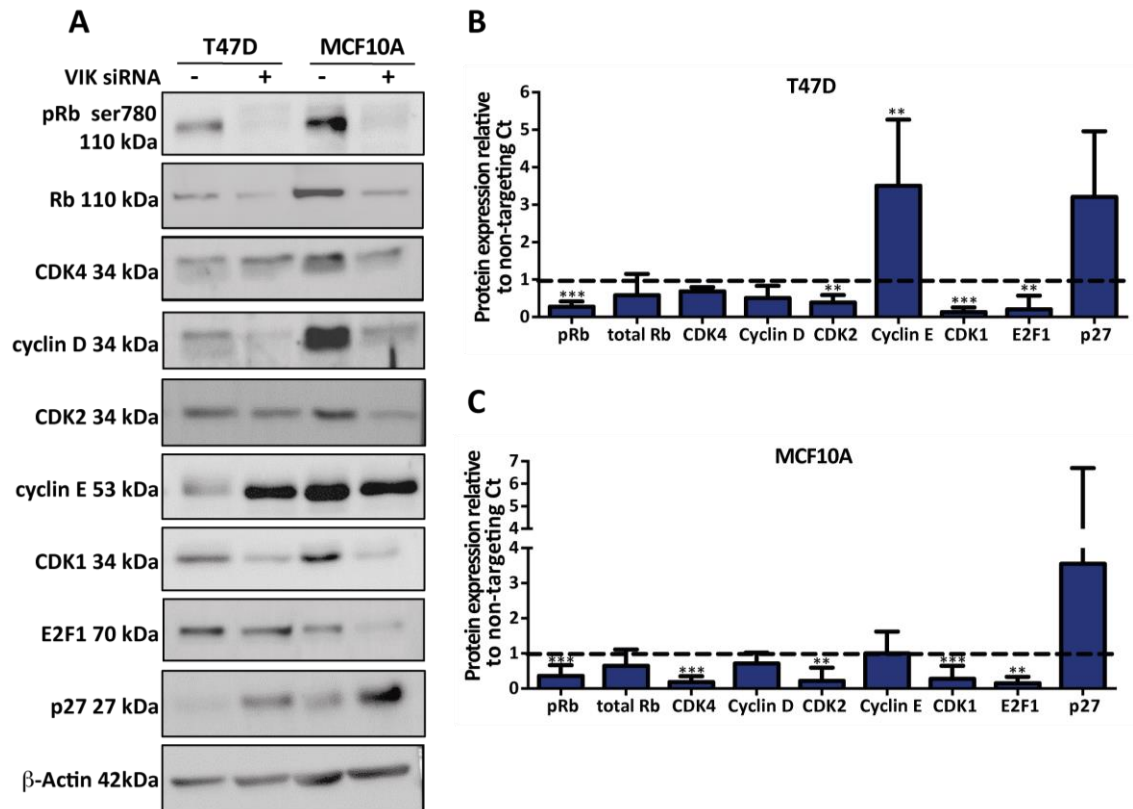 A
T47D MCF10A
VIK siRNA - + - +
pRb ser780
110 kDa
Rb 110 kDa
CDK4 34 kDa
cyclin D 34 kDa
CDK2 34 kDa
cyclin E 53 kDa
CDK1 34 kDa
E2F1 70 kDa
p27 27 kDa
β-Actin 42kDa
B
T47D
Protein expression relative
to non-targeting Ct
6
5
4
3
2
1
0
*** ** ** *** **
pRb total Rb CDK4 Cyclin D CDK2 Cyclin E CDK1 E2F1 p27
C
MCF10A
Protein expression relative
to non-targeting Ct
7
6
5
4
3
2
1
0
*** *** ** *** **
pRb total Rb CDK4 Cyclin D CDK2 Cyclin E CDK1 E2F1 p27